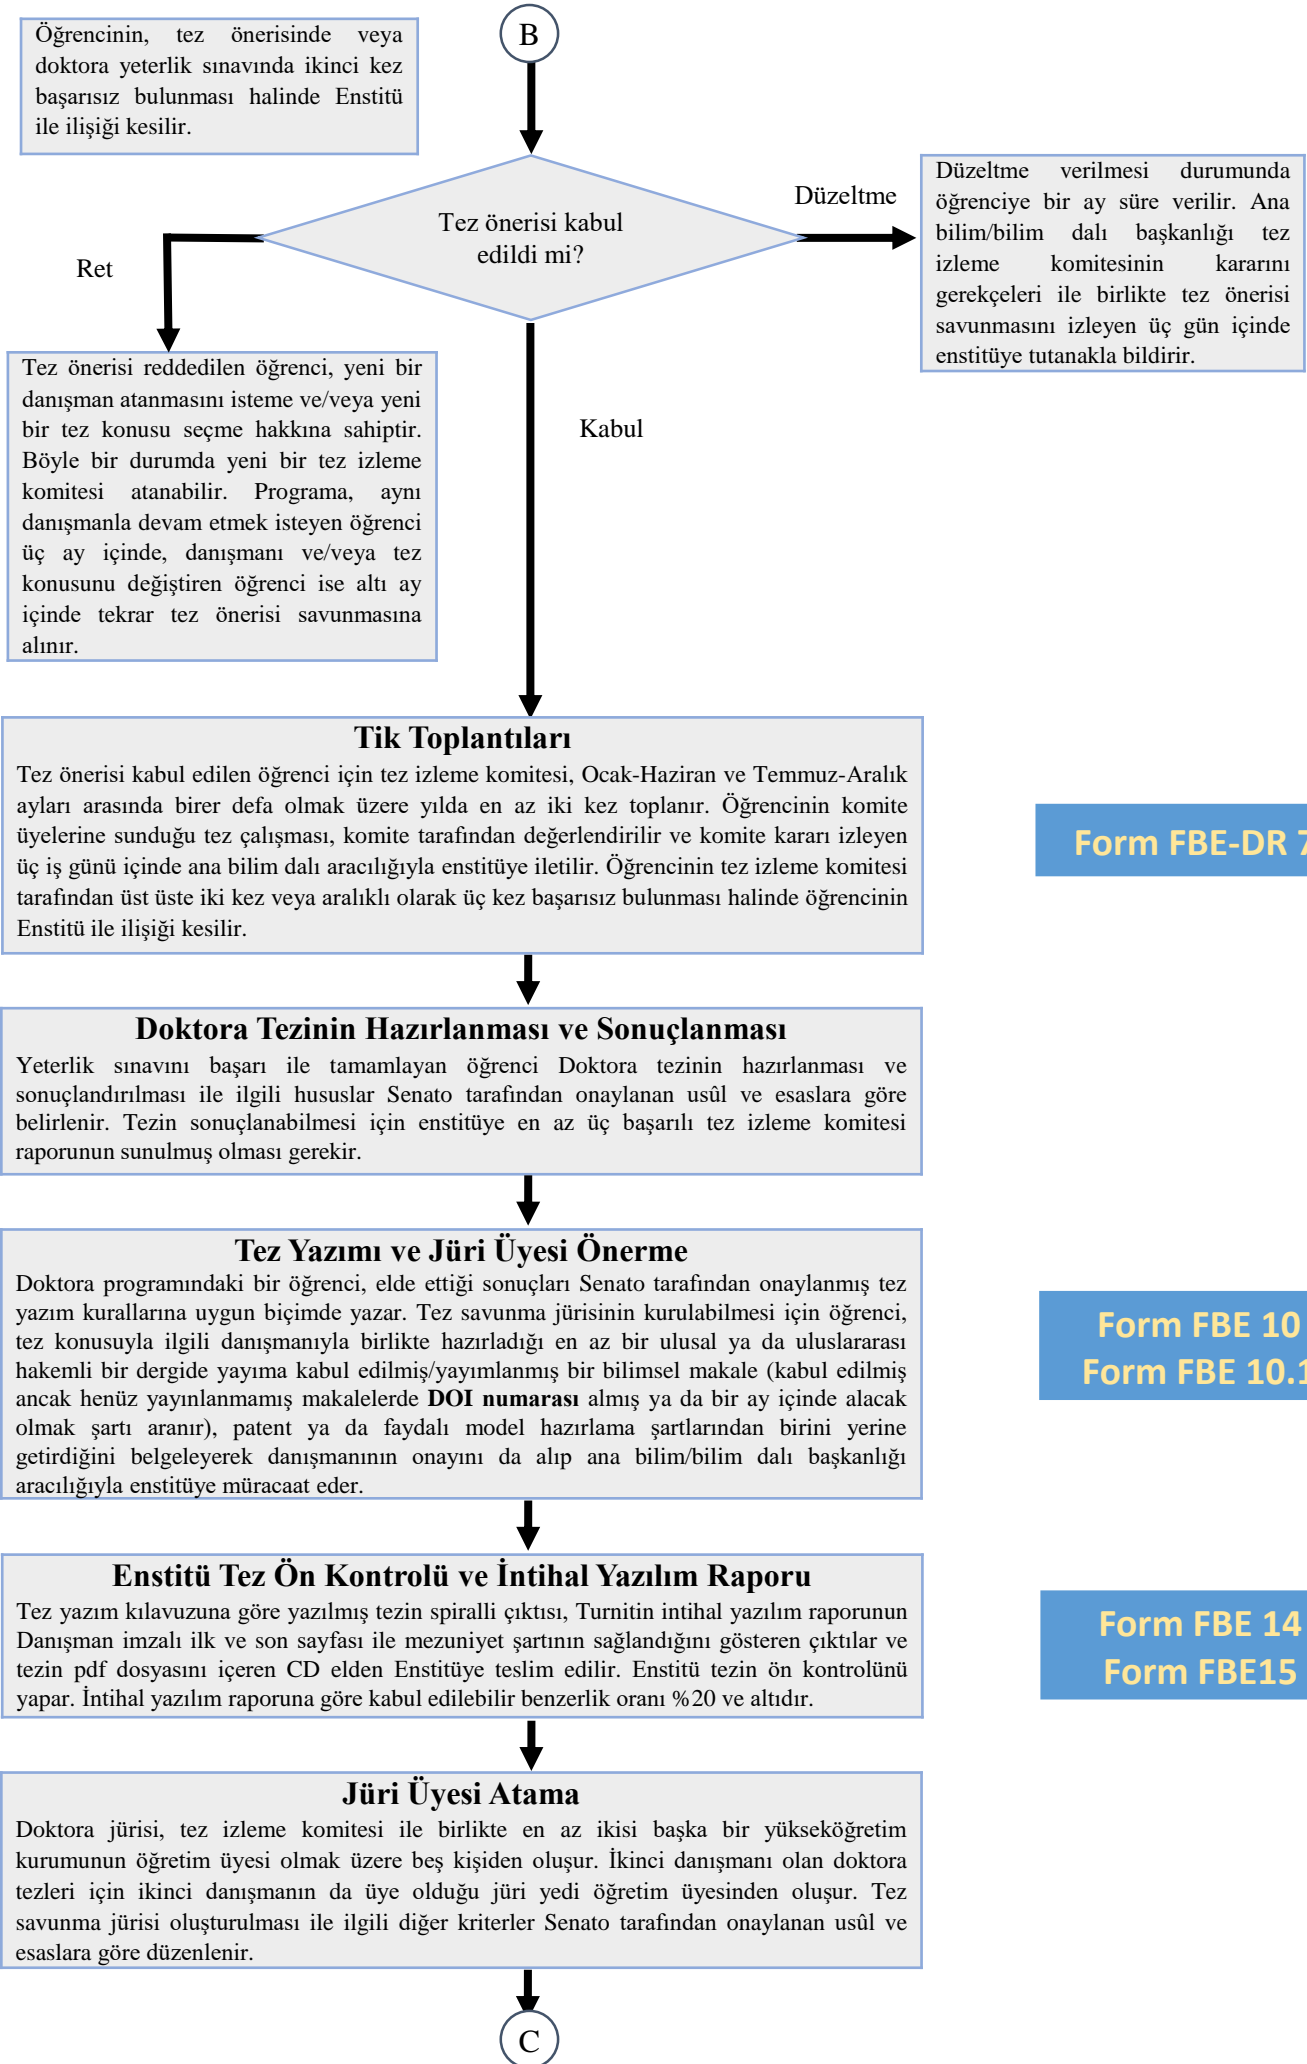 B
Öğrencinin, tez önerisinde veya
doktora yeterlik sınavında ikinci kez
başarısız bulunması halinde Enstitü
ile ilişiği kesilir.
Tez önerisi kabul
edildi mi?
Düzeltme
Düzeltme verilmesi durumunda
öğrenciye bir ay süre verilir. Ana
bilim/bilim dalı başkanlığı tez
izleme komitesinin kararını
gerekçeleri ile birlikte tez önerisi
savunmasını izleyen üç gün içinde
enstitüye tutanakla bildirir.
Ret
Tez önerisi reddedilen öğrenci, yeni bir
danışman atanmasını isteme ve/veya yeni
bir tez konusu seçme hakkına sahiptir.
Böyle bir durumda yeni bir tez izleme
komitesi atanabilir. Programa, aynı
danışmanla devam etmek isteyen öğrenci
üç ay içinde, danışmanı ve/veya tez
konusunu değiştiren öğrenci ise altı ay
içinde tekrar tez önerisi savunmasına
alınır.
Kabul
Tik Toplantıları
Tez önerisi kabul edilen öğrenci için tez izleme komitesi, Ocak-Haziran ve Temmuz-Aralık
ayları arasında birer defa olmak üzere yılda en az iki kez toplanır. Öğrencinin komite
üyelerine sunduğu tez çalışması, komite tarafından değerlendirilir ve komite kararı izleyen
üç iş günü içinde ana bilim dalı aracılığıyla enstitüye iletilir. Öğrencinin tez izleme komitesi
tarafından üst üste iki kez veya aralıklı olarak üç kez başarısız bulunması halinde öğrencinin
Enstitü ile ilişiği kesilir.
Form FBE-DR 7
Doktora Tezinin Hazırlanması ve Sonuçlanması
Yeterlik sınavını başarı ile tamamlayan öğrenci Doktora tezinin hazırlanması ve
sonuçlandırılması ile ilgili hususlar Senato tarafından onaylanan usûl ve esaslara göre
belirlenir. Tezin sonuçlanabilmesi için enstitüye en az üç başarılı tez izleme komitesi
raporunun sunulmuş olması gerekir.
Tez Yazımı ve Jüri Üyesi Önerme
Doktora programındaki bir öğrenci, elde ettiği sonuçları Senato tarafından onaylanmış tez
yazım kurallarına uygun biçimde yazar. Tez savunma jürisinin kurulabilmesi için öğrenci,
tez konusuyla ilgili danışmanıyla birlikte hazırladığı en az bir ulusal ya da uluslararası
hakemli bir dergide yayıma kabul edilmiş/yayımlanmış bir bilimsel makale (kabul edilmiş
ancak henüz yayınlanmamış makalelerde DOI numarası almış ya da bir ay içinde alacak
olmak şartı aranır), patent ya da faydalı model hazırlama şartlarından birini yerine
getirdiğini belgeleyerek danışmanının onayını da alıp ana bilim/bilim dalı başkanlığı
aracılığıyla enstitüye müracaat eder.
Form FBE 10
Form FBE 10.1
Enstitü Tez Ön Kontrolü ve İntihal Yazılım Raporu
Tez yazım kılavuzuna göre yazılmış tezin spiralli çıktısı, Turnitin intihal yazılım raporunun
Danışman imzalı ilk ve son sayfası ile mezuniyet şartının sağlandığını gösteren çıktılar ve
tezin pdf dosyasını içeren CD elden Enstitüye teslim edilir. Enstitü tezin ön kontrolünü
yapar. İntihal yazılım raporuna göre kabul edilebilir benzerlik oranı %20 ve altıdır.
Form FBE 14
Form FBE15
Jüri Üyesi Atama
Doktora jürisi, tez izleme komitesi ile birlikte en az ikisi başka bir yükseköğretim
kurumunun öğretim üyesi olmak üzere beş kişiden oluşur. İkinci danışmanı olan doktora
tezleri için ikinci danışmanın da üye olduğu jüri yedi öğretim üyesinden oluşur. Tez
savunma jürisi oluşturulması ile ilgili diğer kriterler Senato tarafından onaylanan usûl ve
esaslara göre düzenlenir.
C